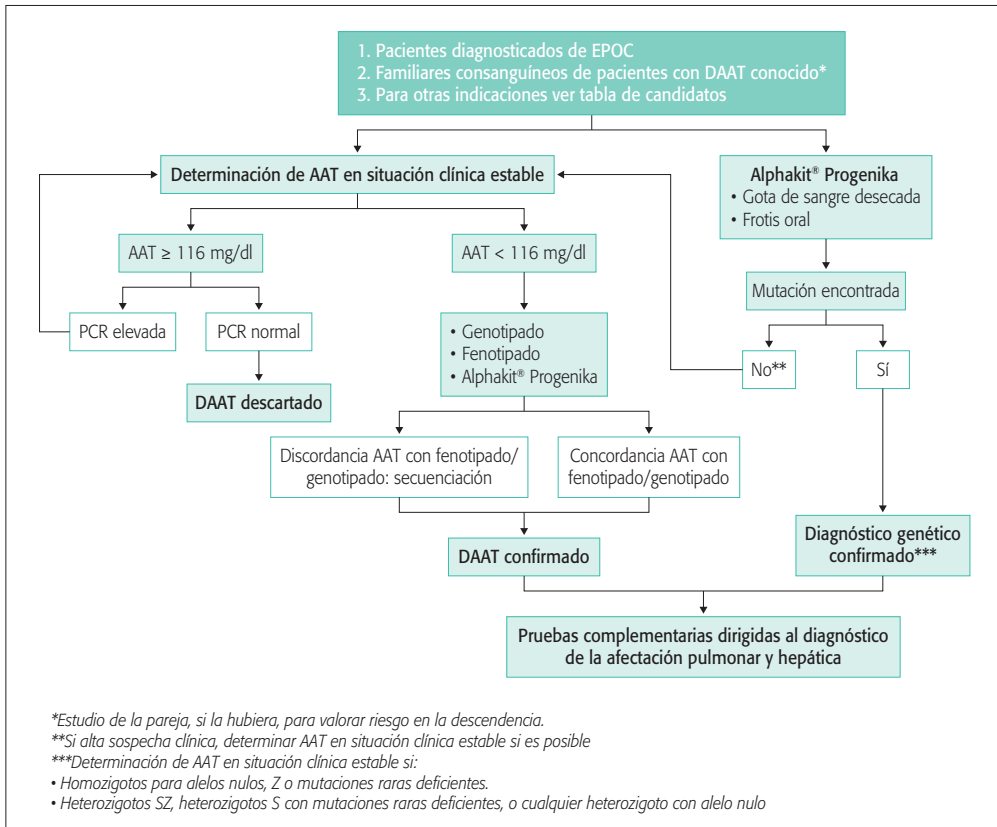 1. Pacientes diagnosticados de EPOC
2. Familiares consanguíneos de pacientes con DAAT conocido*
3. Para otras indicaciones ver tabla de candidatos
Determinación de AAT en situación clínica estable
Alphakit® Progenika
• Gota de sangre desecada
• Frotis oral
AAT ≥ 116 mg/dl
AAT < 116 mg/dl
Mutación encontrada
PCR elevada
PCR normal
• Genotipado
• Fenotipado
• Alphakit® Progenika
No**
Sí
DAAT descartado
Discordancia AAT con fenotipado/
genotipado: secuenciación
Concordancia AAT con
fenotipado/genotipado
DAAT confirmado
Diagnóstico genético
confirmado***
Pruebas complementarias dirigidas al diagnóstico
de la afectación pulmonar y hepática
*Estudio de la pareja, si la hubiera, para valorar riesgo en la descendencia.
**Si alta sospecha clínica, determinar AAT en situación clínica estable si es posible
***Determinación de AAT en situación clínica estable si:
• Homozigotos para alelos nulos, Z o mutaciones raras deficientes.
• Heterozigotos SZ, heterozigotos S con mutaciones raras deficientes, o cualquier heterozigoto con alelo nulo